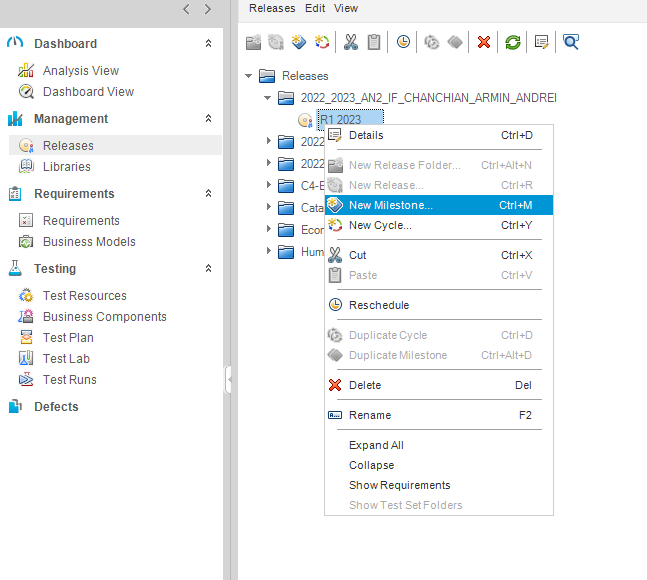 Releases Edit View
Dashboard
Analysis View
Dashboard View
Management
Releases
Libraries
Requirements
Requirements
Business Models
Testing
Test Resources
Business Components
Test Plan
Test Lab
Test Runs
Defects
Releases
2022_2023_AN2_IF_CHANCHIAN_ARMIN_ANDREI
R1 2023
2022
2022
C4-E
Cata
Econ
Hum
Details Ctrl+D
New Release Folder... Ctrl+Alt+N
New Release... Ctrl+R
New Milestone... Ctrl+M
New Cycle... Ctrl+Y
Cut Ctrl+X
Paste Ctrl+V
Reschedule
Duplicate Cycle Ctrl+D
Duplicate Milestone Ctrl+Alt+D
Delete Del
Rename F2
Expand All
Collapse
Show Requirements
Show Test Set Folders